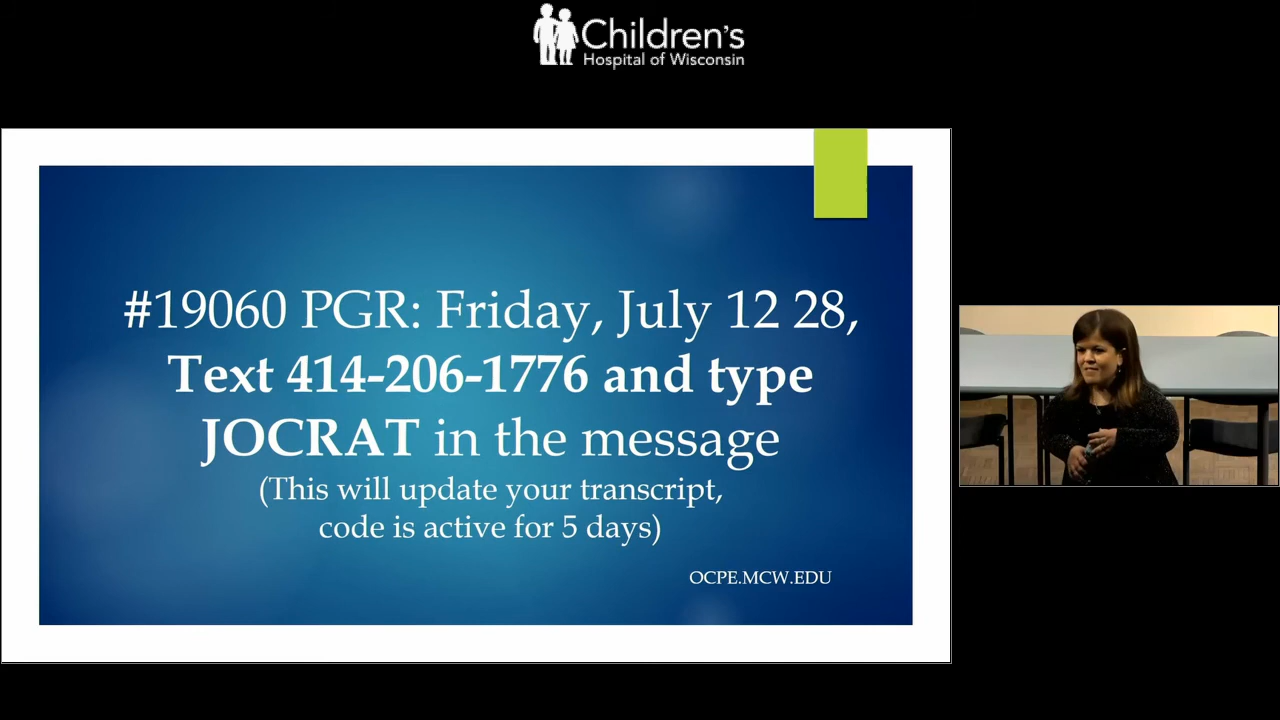 Children's
Hospital of Wisconsin
#19060 PGR: Friday, July 12 28,
Text 414-206-1776 and type
JOCRAT in the message
(This will update your transcript,
code is active for 5 days)
OCPE.MCW.EDU